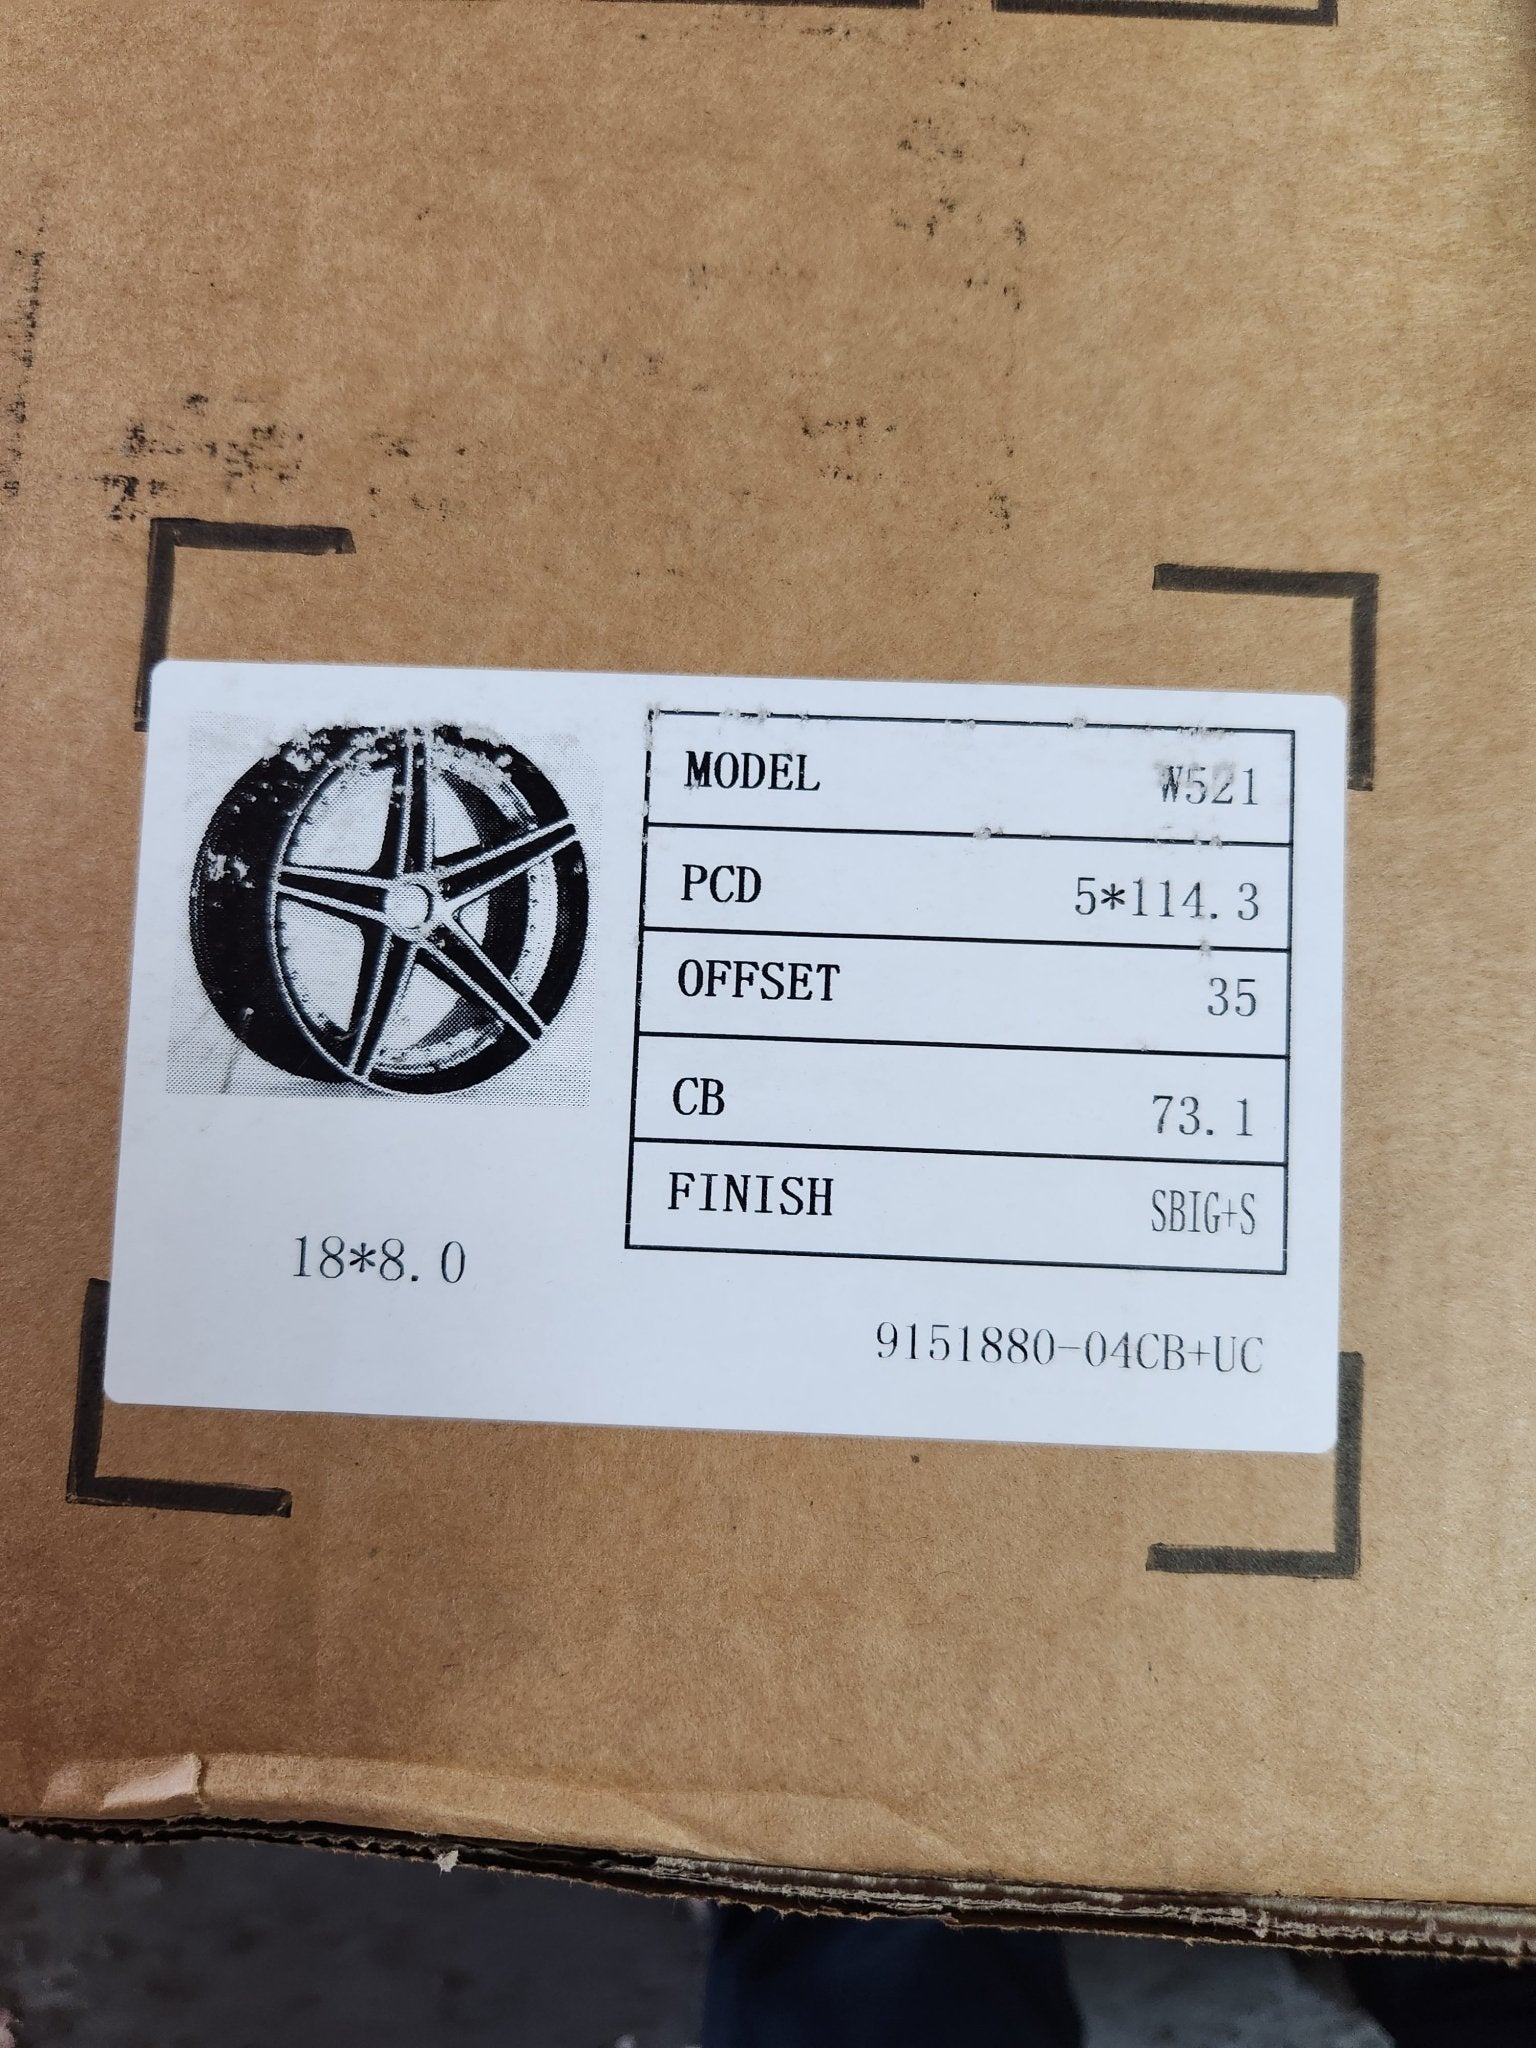 MODEL W521
PCD 5*114.3
OFFSET 35
CB 73.1
FINISH SBIG+S
18*8.0
9151880-04CB+UC